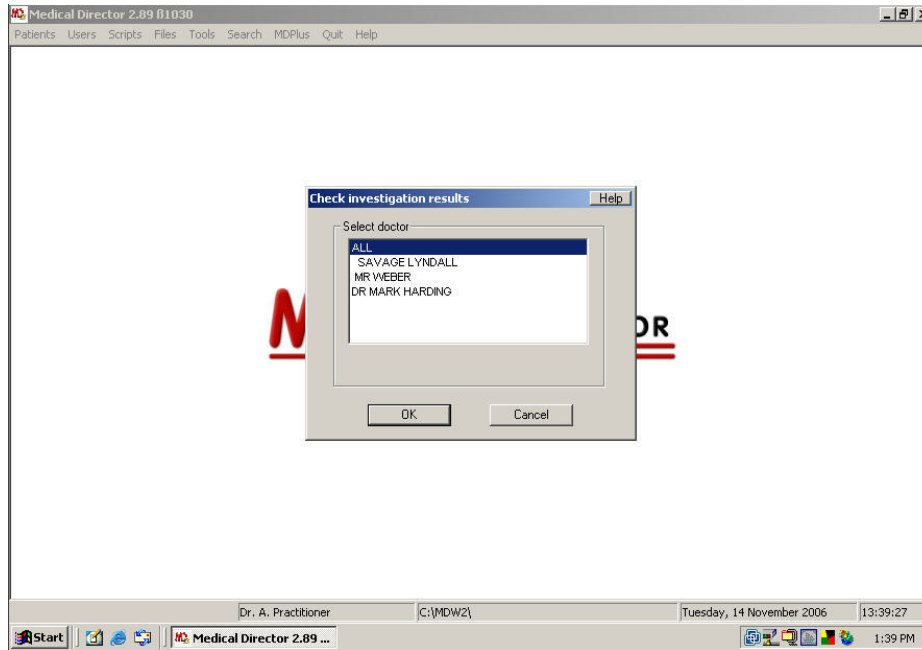 Medical Director 2.89 ß1030
Patients Users Scripts Files Tools Search MDPlus Quit Help
Check investigation results Help
Select doctor
ALL
SAVAGE LYNDALL
MR WEBER
DR MARK HARDING
M OR
OK Cancel
Dr. A. Practitioner C:\MDW2\ Tuesday, 14 November 2006 13:39:27
Start Medical Director 2.89 ... 1:39 PM